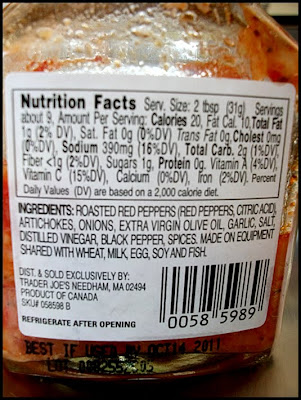 Nutrition Facts Serv. Size: 2 tbsp (31g) Servings
about 9, Amount Per Serving: Calories 20, Fat Cal. 10, Total Fat
1g (2% DV), Sat. Fat 0g (0%DV) Trans Fat 0g, Cholest 0mg
(0% DV), Sodium 390mg (16%DV), Total Carb. 2g (1%DV),
Fiber <1g (2%DV), Sugars 1g, Protein 0g, Vitamin A (4%DV),
Vitamin C (15%DV), Calcium (0%DV), Iron (2%DV), Percent
Daily Values (DV) are based on a 2,000 calorie diet.
INGREDIENTS: ROASTED RED PEPPERS (RED PEPPERS, CITRIC ACID),
ARTICHOKES, ONIONS, EXTRA VIRGIN OLIVE OIL, GARLIC, SALT,
DISTILLED VINEGAR, BLACK PEPPER, SPICES. MADE ON EQUIPMENT
SHARED WITH WHEAT, MILK, EGG, SOY AND FISH.
DIST. & SOLD EXCLUSIVELY BY:
TRADER JOE'S NEEDHAM, MA 02494
PRODUCT OF CANADA
SKU# 058598 B
0058 5989
REFRIGERATE AFTER OPENING
BEST IF USED BY OCT14 2011
LOT